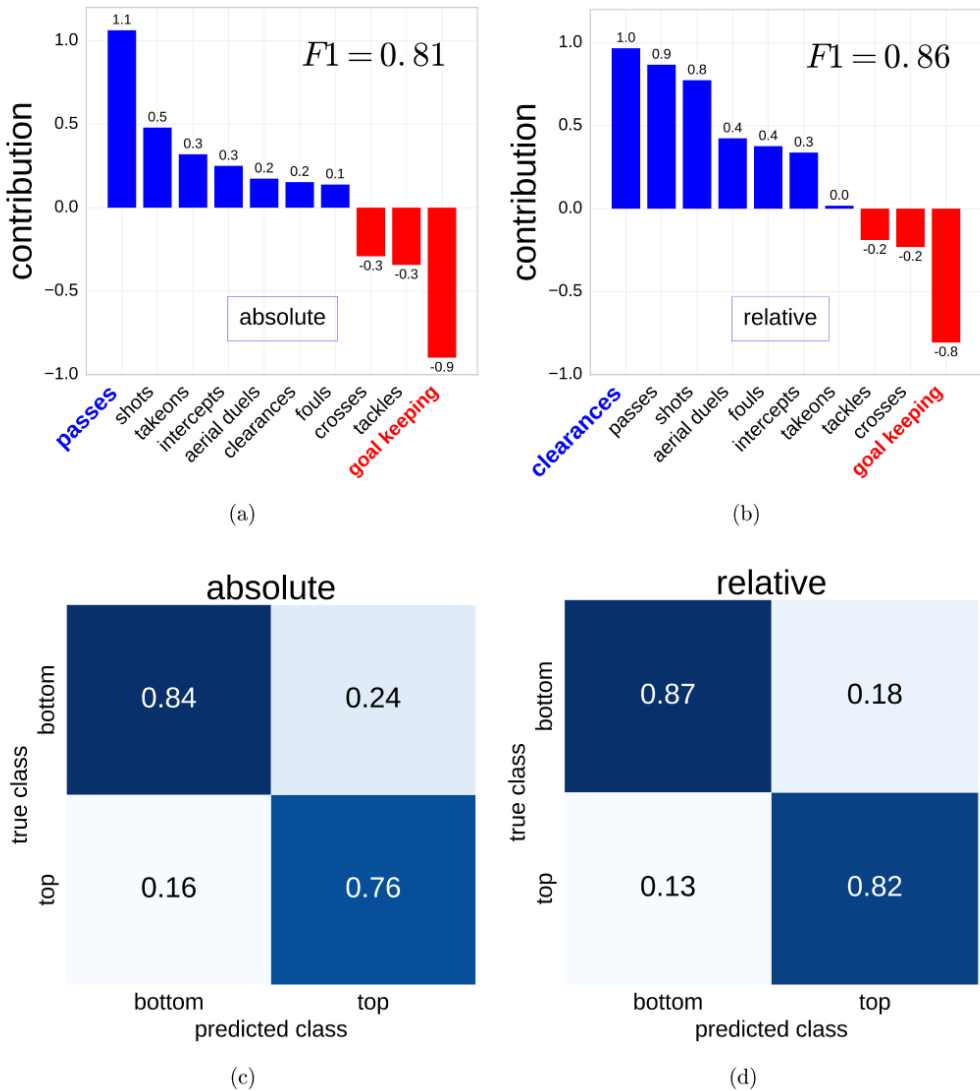 F1 = 0.81
contribution
1.0
0.5
0.0
−0.5
−1.0
1.1
0.5
0.3
0.3
0.2
0.2
0.1
-0.3
-0.3
-0.9
absolute
passes
shots
takeons
intercepts
aerial duels
clearances
fouls
crosses
tackles
goal keeping
(a)
F1 = 0.86
contribution
1.0
0.5
0.0
−0.5
−1.0
1.0
0.9
0.8
0.4
0.4
0.3
0.0
-0.2
-0.2
-0.8
relative
clearances
passes
shots
aerial duels
fouls
intercepts
takeons
tackles
crosses
goal keeping
(b)
absolute
true class
bottom
0.84 0.24
top
0.16 0.76
bottom top
predicted class
(c)
relative
true class
bottom
0.87 0.18
top
0.13 0.82
bottom top
predicted class
(d)